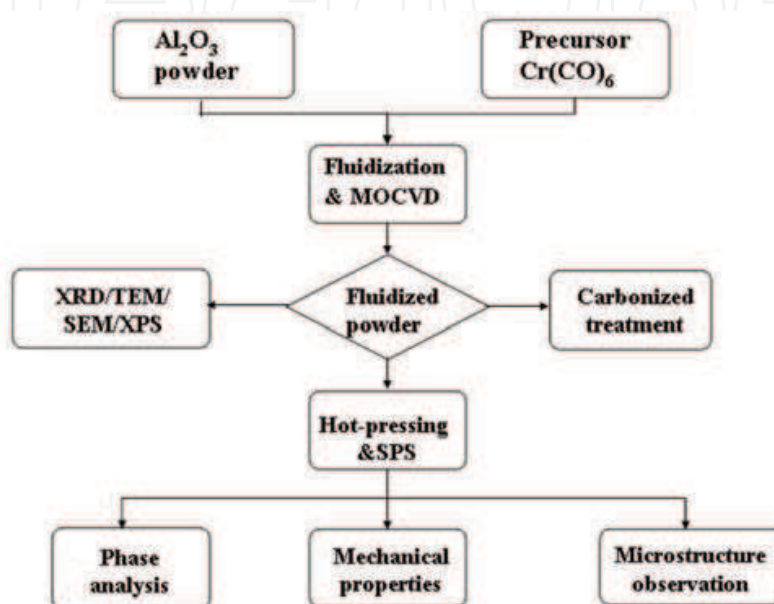 Al₂O₃
powder
Precursor
Cr(CO)₆
Fluidization
& MOCVD
XRD/TEM/
SEM/XPS
Fluidized
powder
Carbonized
treatment
Hot-pressing
&SPS
Phase
analysis
Mechanical
properties
Microstructure
observation